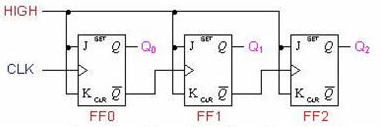 HIGH
J SET Q Q0 J SET Q Q1 J SET Q Q2
CLK
K CLR Q K CLR Q K CLR Q
FF0 FF1 FF2